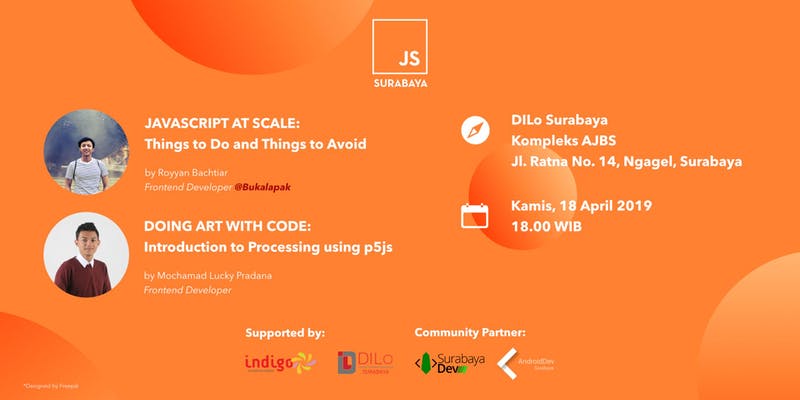 JS
SURABAYA
JAVASCRIPT AT SCALE:
Things to Do and Things to Avoid
by Royyan Bachtiar
Frontend Developer @Bukalapak
DOING ART WITH CODE:
Introduction to Processing using p5js
by Mochamad Lucky Pradana
Frontend Developer
DILo Surabaya
Kompleks AJBS
Jl. Ratna No. 14, Ngagel, Surabaya
Kamis, 18 April 2019
18.00 WIB
Supported by:
indigo
DILo
SURABAYA
Community Partner:
Surabaya
Dev
AndroidDev
Surabaya
*Designed by Freepik